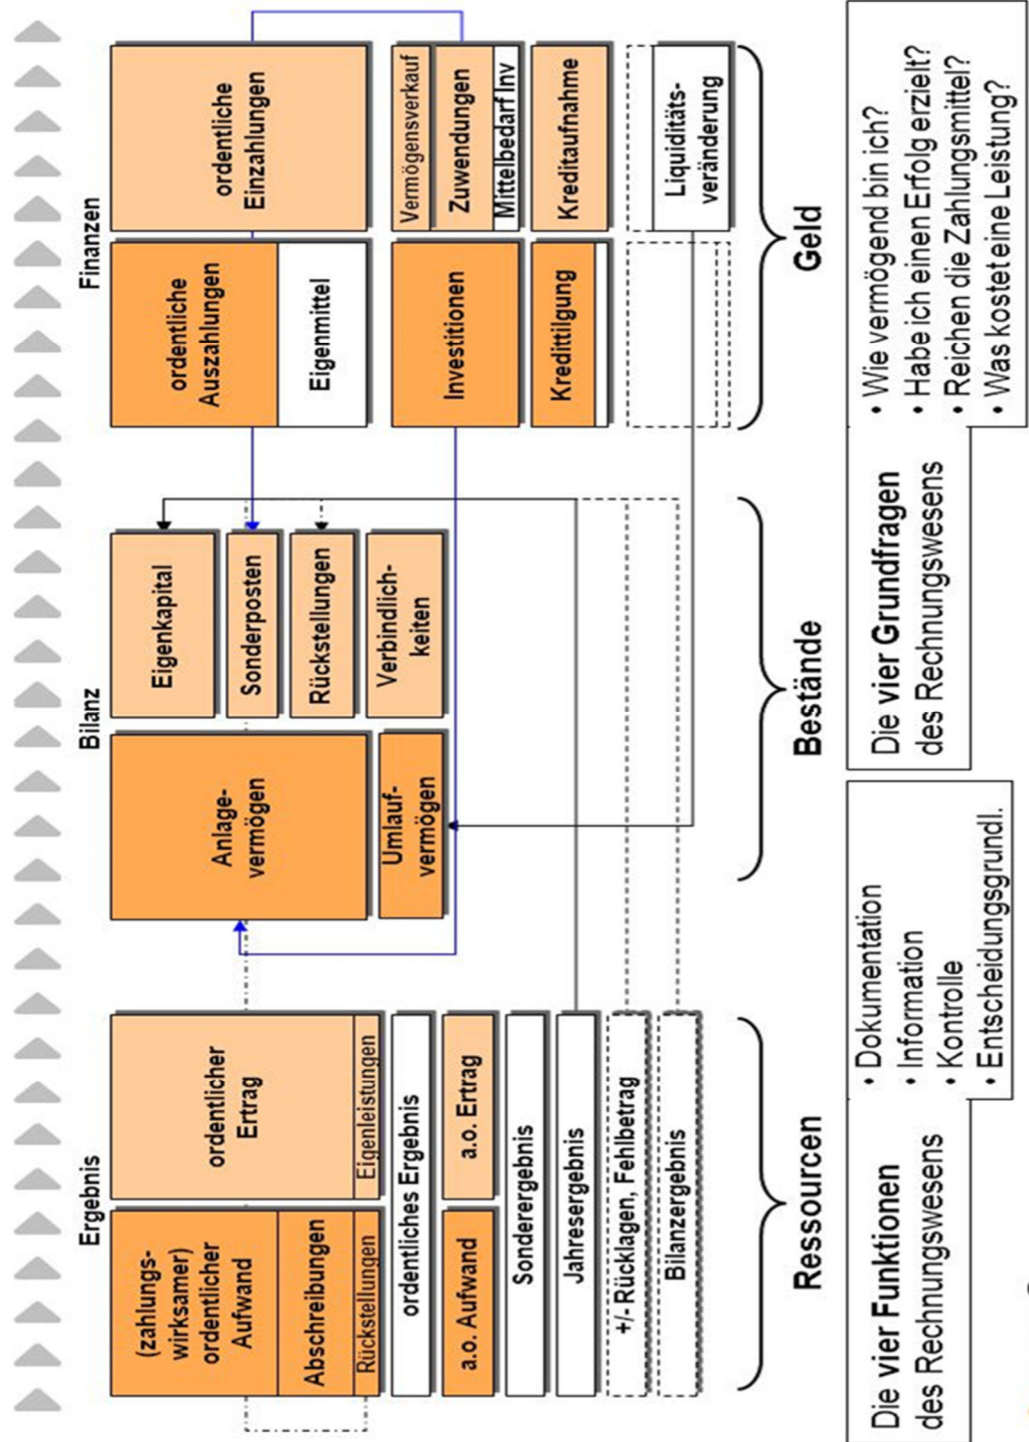 Ergebnis
(zahlungs-
wirksamer)
ordentlicher
Aufwand
Abschreibungen
Rückstellungen
ordentlicher
Ertrag
Eigenleistungen
ordentliches Ergebnis
a.o. Aufwand
a.o. Ertrag
Sonderergebnis
Jahresergebnis
+/- Rücklagen, Fehlbetrag
Bilanzergebnis
Ressourcen
Bilanz
Anlage-
vermögen
Umlauf-
vermögen
Eigenkapital
Sonderposten
Rückstellungen
Verbindlich-
keiten
Bestände
Finanzen
ordentliche
Auszahlungen
Eigenmittel
Investitionen
Kredittilgung
ordentliche
Einzahlungen
Vermögensverkauf
Zuwendungen
Mittelbedarf Inv
Kreditaufnahme
Liquiditäts-
veränderung
Geld
Die vier Funktionen
des Rechnungswesens
• Dokumentation
• Information
• Kontrolle
• Entscheidungsgrundl.
Die vier Grundfragen
des Rechnungswesens
• Wie vermögend bin ich?
• Habe ich einen Erfolg erzielt?
• Reichen die Zahlungsmittel?
• Was kostet eine Leistung?